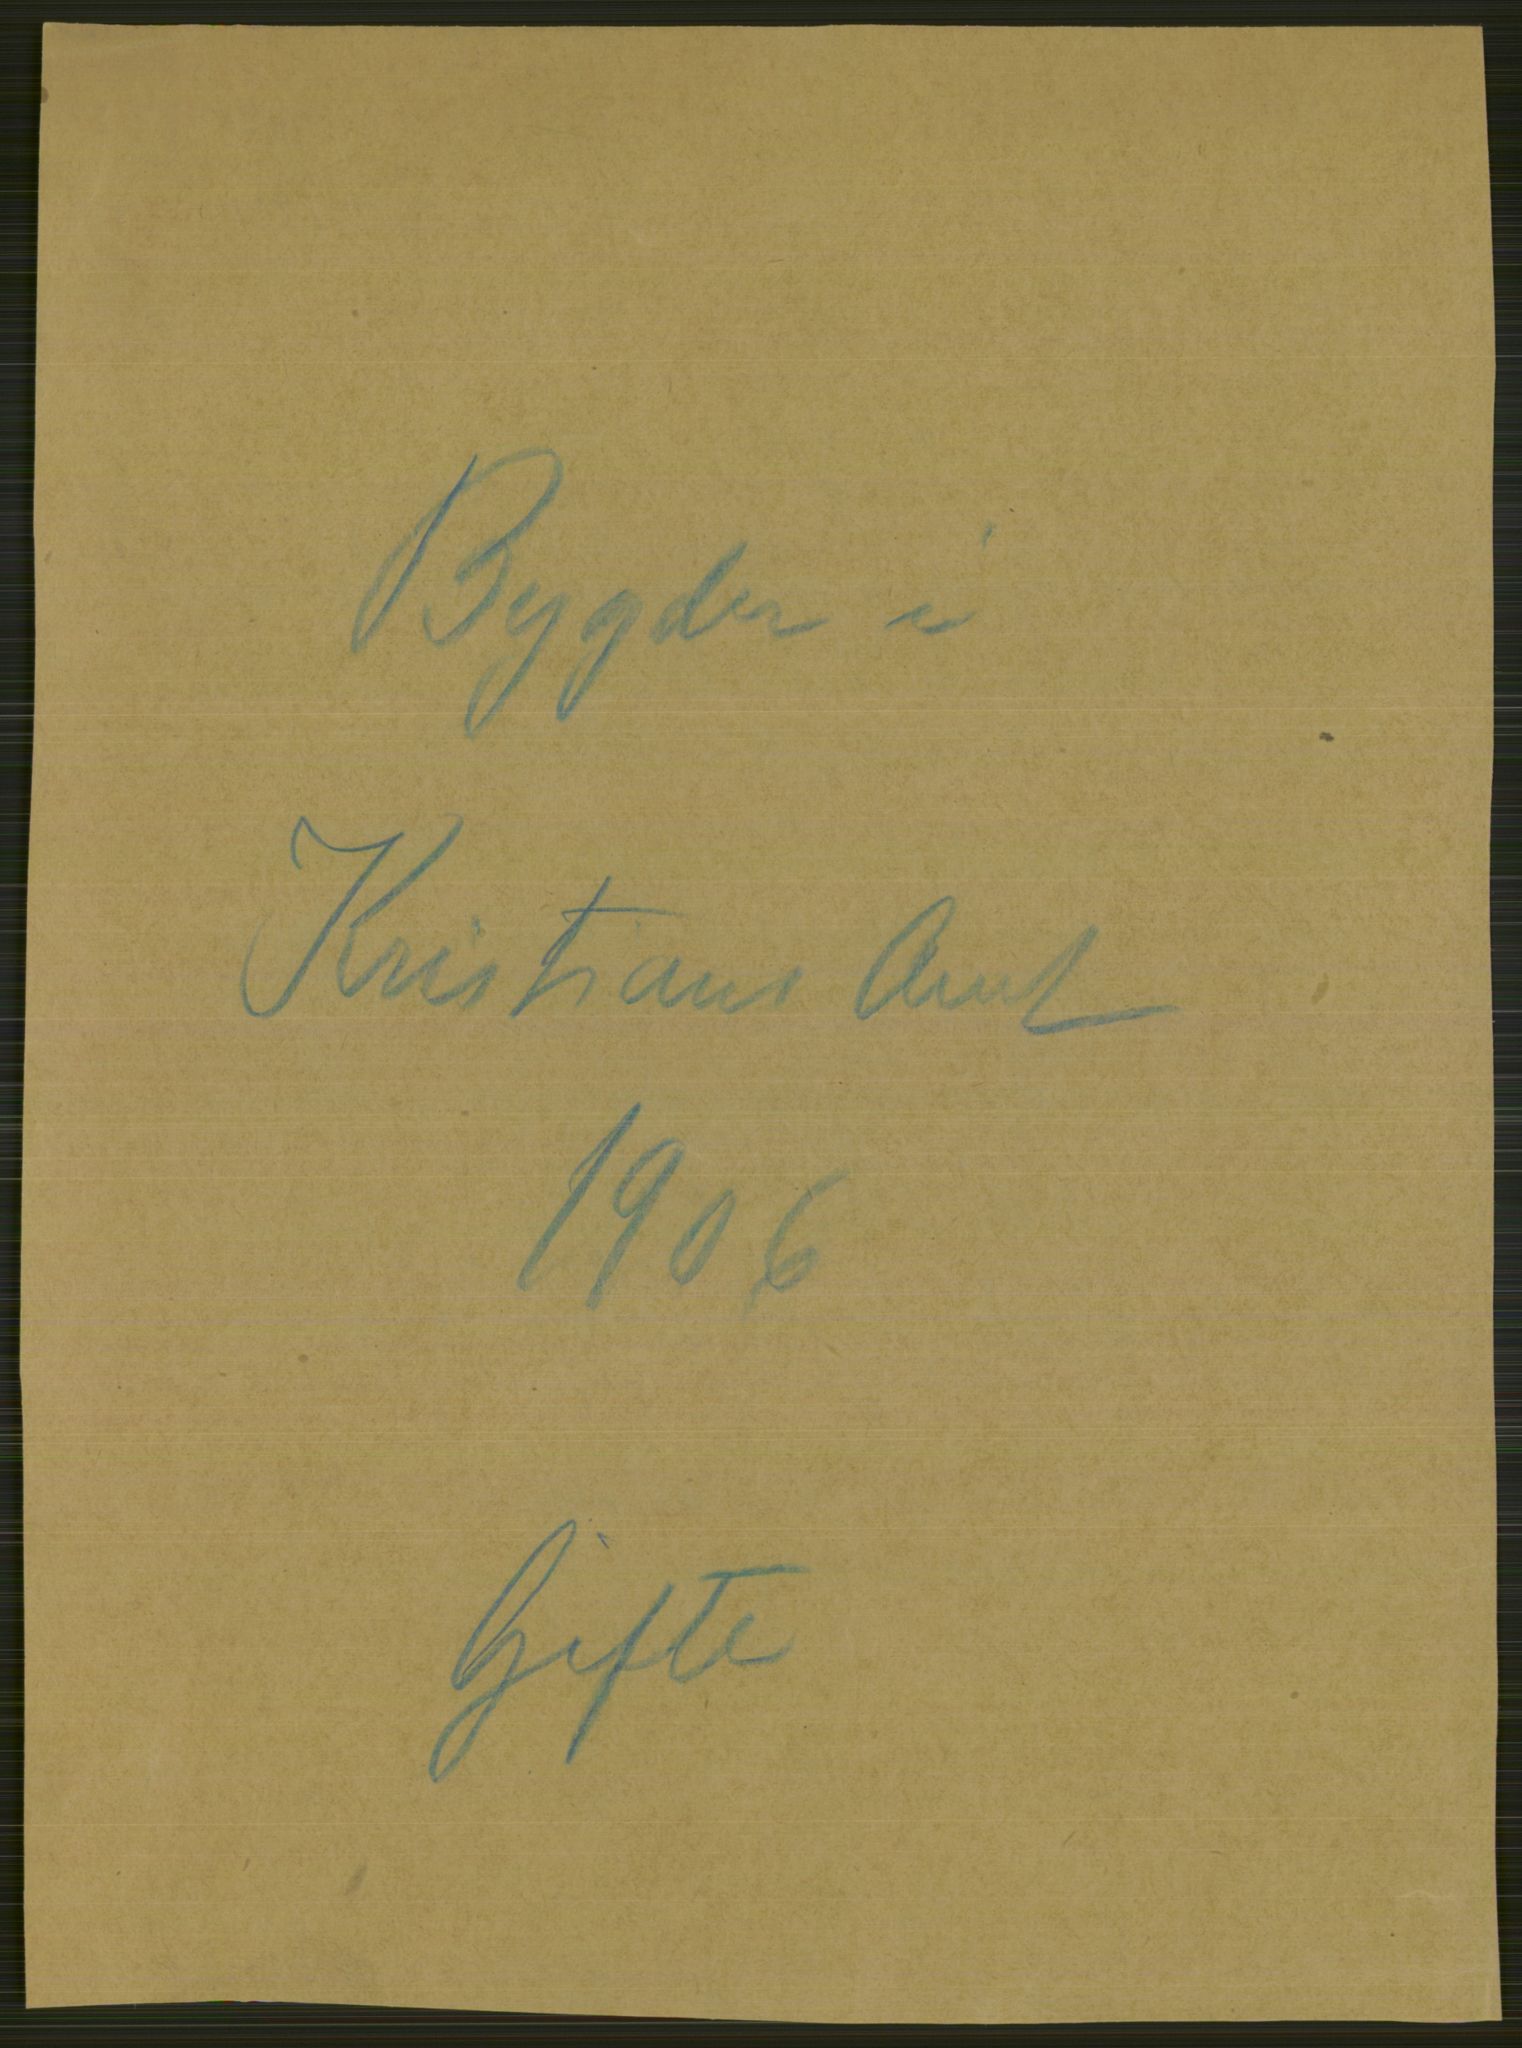 Bygder i
Kristians Amt
1906
Gifte